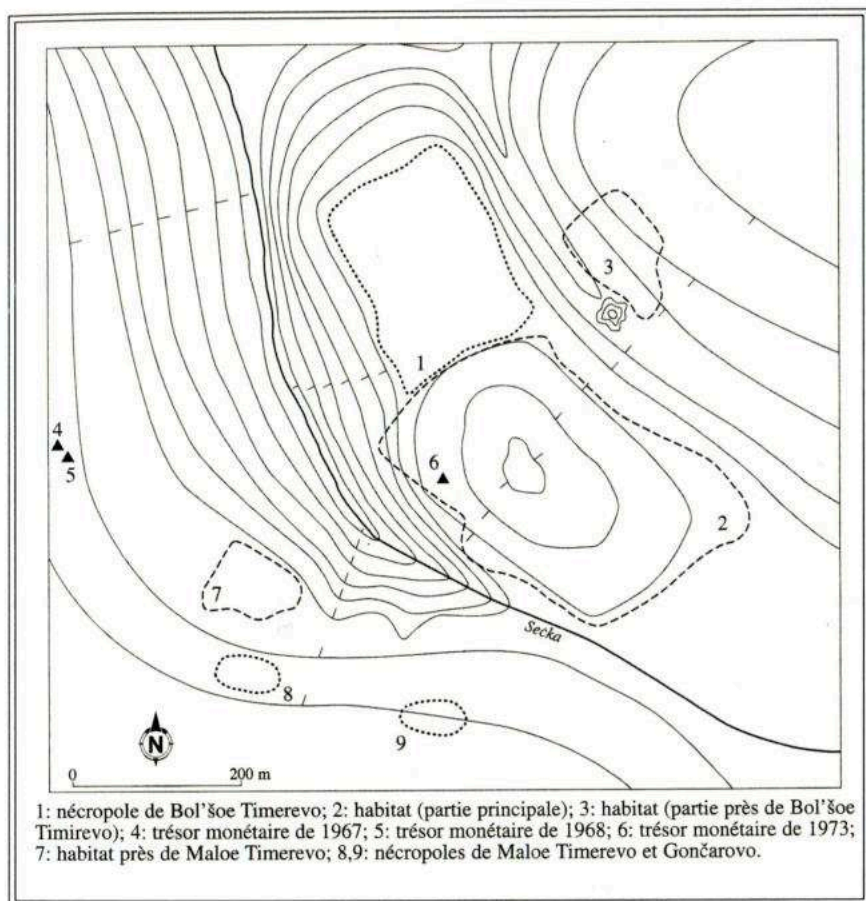 3
1
4
5
6
2
7
Sečka
8
9
N
0 200 m
1: nécropole de Bol'šoe Timerevo; 2: habitat (partie principale); 3: habitat (partie près de Bol'šoe
Timirevo); 4: trésor monétaire de 1967; 5: trésor monétaire de 1968; 6: trésor monétaire de 1973;
7: habitat près de Maloe Timerevo; 8,9: nécropoles de Maloe Timerevo et Gončarovo.